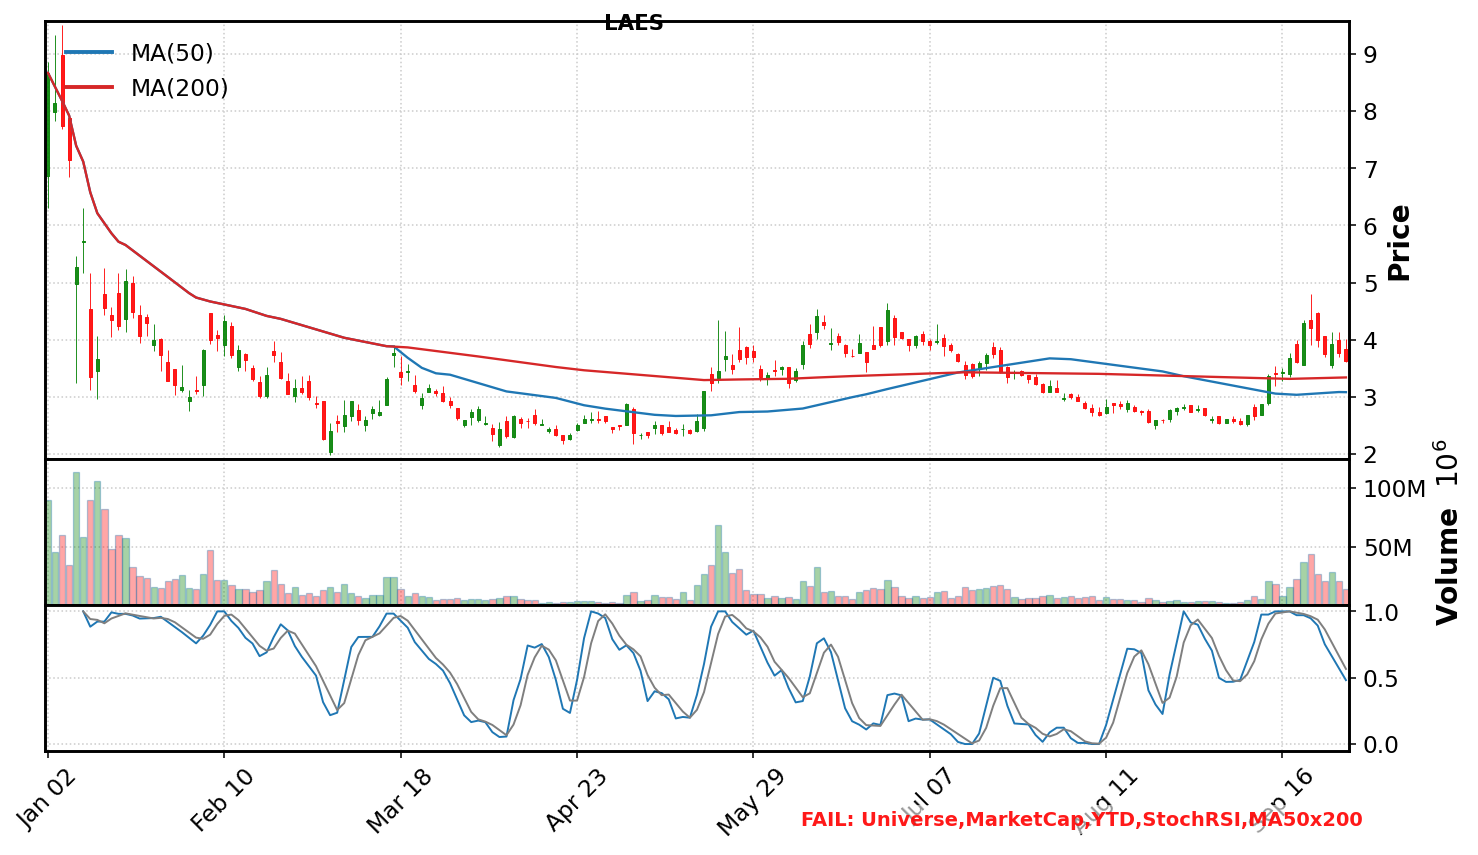 LAES
MA(50)
MA(200)
9
8
7
6
5
4
3
2
Price
100M
50M
Volume 10^6
1.0
0.5
0.0
Jan 02
Feb 10
Mar 18
Apr 23
May 29
Jul 07
Aug 11
Sep 16
FAIL: Universe,MarketCap,YTD,StochRSI,MA50x200